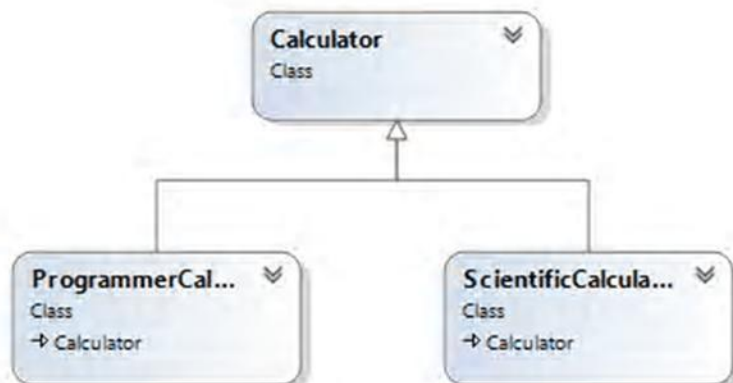 Calculator
Class
ProgrammerCal...
Class
Calculator
ScientificCalcula...
Class
Calculator